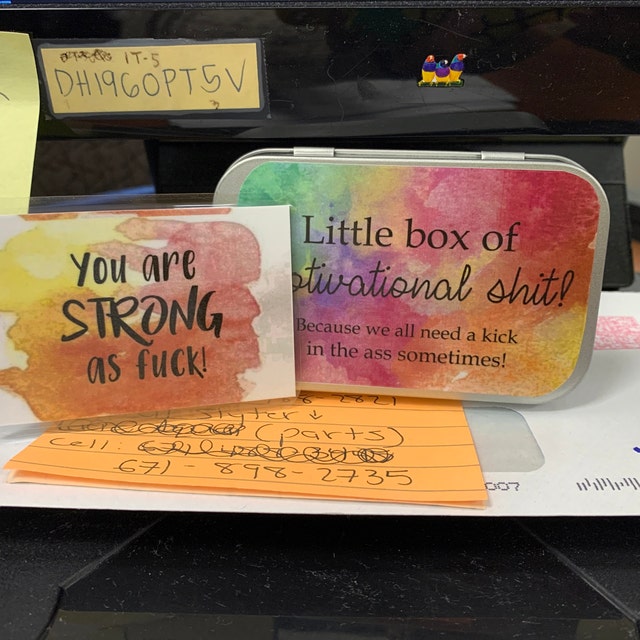 IT-5
DH1960PT5V
Little box of
otivational shit!
Because we all need a kick
in the ass sometimes!
you are
STRONG
as fuck!
(parts)
Cell:
671-898-2735
007